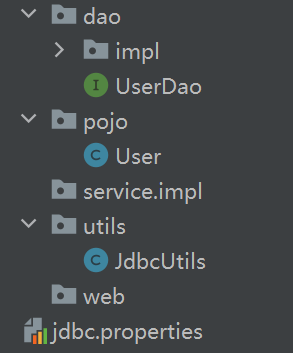 dao
impl
UserDao
pojo
User
service.impl
utils
JdbcUtils
web
jdbc.properties